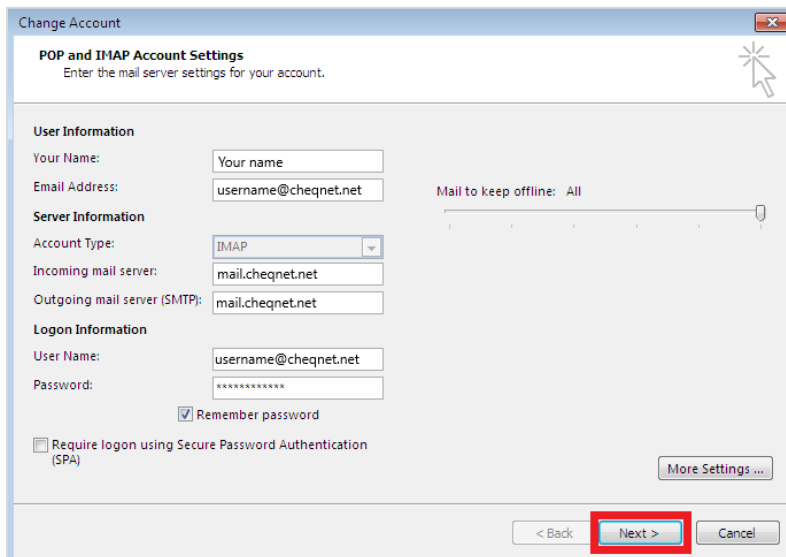 Change Account
POP and IMAP Account Settings
Enter the mail server settings for your account.
User Information
Your Name: Your name
Email Address: username@cheqnet.net
Mail to keep offline: All
Server Information
Account Type: IMAP
Incoming mail server: mail.cheqnet.net
Outgoing mail server (SMTP): mail.cheqnet.net
Logon Information
User Name: username@cheqnet.net
Password: ************
Remember password
Require logon using Secure Password Authentication
(SPA)
More Settings ...
< Back Next > Cancel